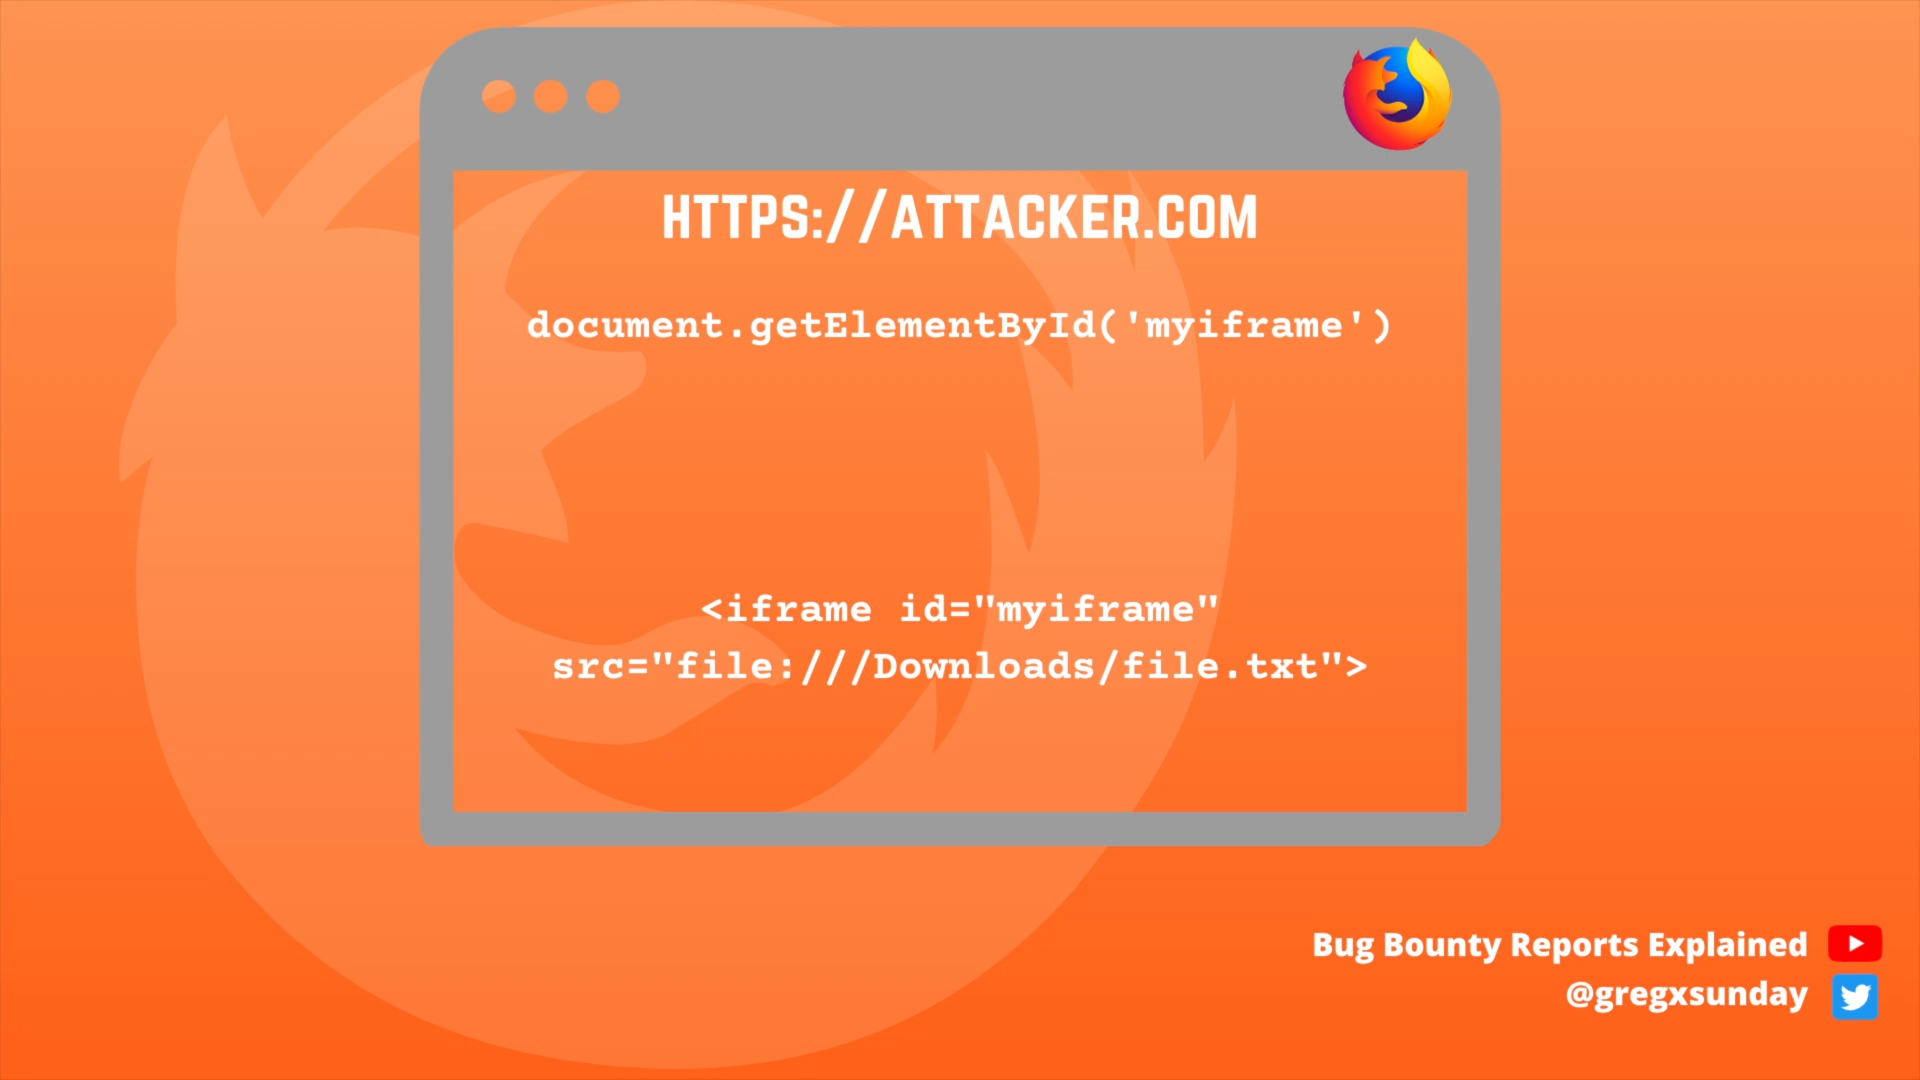 HTTPS://ATTACKER.COM
document.getElementById('myiframe')
<iframe id="myiframe"
src="file:///Downloads/file.txt">
Bug Bounty Reports Explained
@gregxsunday